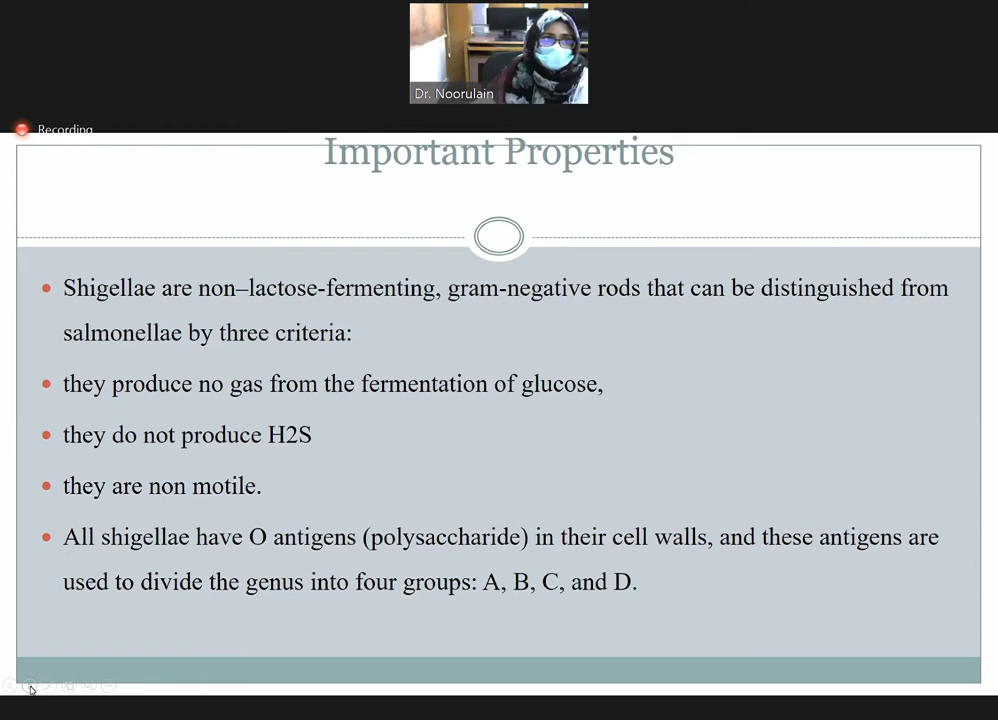 Dr. Noorulain
Recording
Important Properties
Shigellae are non–lactose-fermenting, gram-negative rods that can be distinguished from
salmonellae by three criteria:
they produce no gas from the fermentation of glucose,
they do not produce H2S
they are non motile.
All shigellae have O antigens (polysaccharide) in their cell walls, and these antigens are
used to divide the genus into four groups: A, B, C, and D.